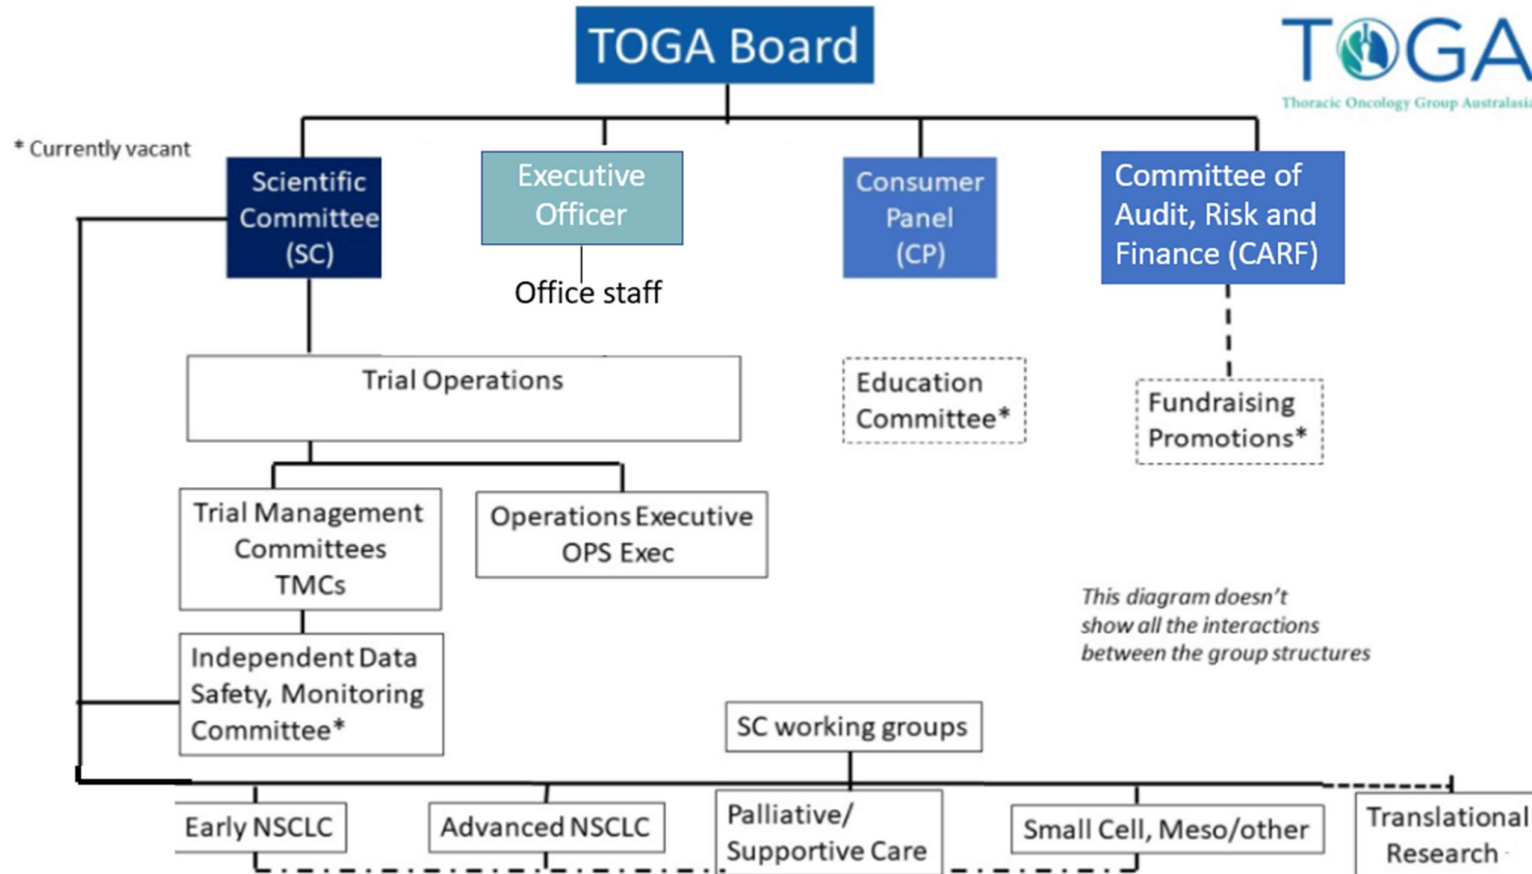 TOGA Board
TOGA
Thoracic Oncology Group Australasia
* Currently vacant
Scientific
Committee
(SC)
Executive
Officer
Office staff
Consumer
Panel
(CP)
Committee of
Audit, Risk and
Finance (CARF)
Trial Operations
Education
Committee*
Fundraising
Promotions*
Trial Management
Committees
TMCs
Operations Executive
OPS Exec
This diagram doesn't
show all the interactions
between the group structures
Independent Data
Safety, Monitoring
Committee*
SC working groups
Early NSCLC
Advanced NSCLC
Palliative/
Supportive Care
Small Cell, Meso/other
Translational
Research